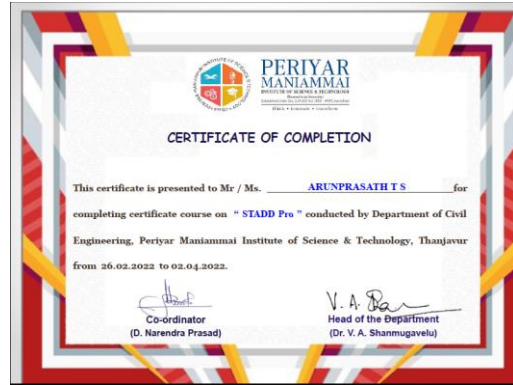 PERIYAR
MANIAMMAI
INSTITUTE OF SCIENCE & TECHNOLOGY
CERTIFICATE OF COMPLETION
This certificate is presented to Mr / Ms. ARUNPRASATH T S for
completing certificate course on “ STADD Pro ” conducted by Department of Civil
Engineering, Periyar Maniammai Institute of Science & Technology, Thanjavur
from 26.02.2022 to 02.04.2022.
V. A.
Co-ordinator
(D. Narendra Prasad)
Head of the Department
(Dr. V. A. Shanmugavelu)